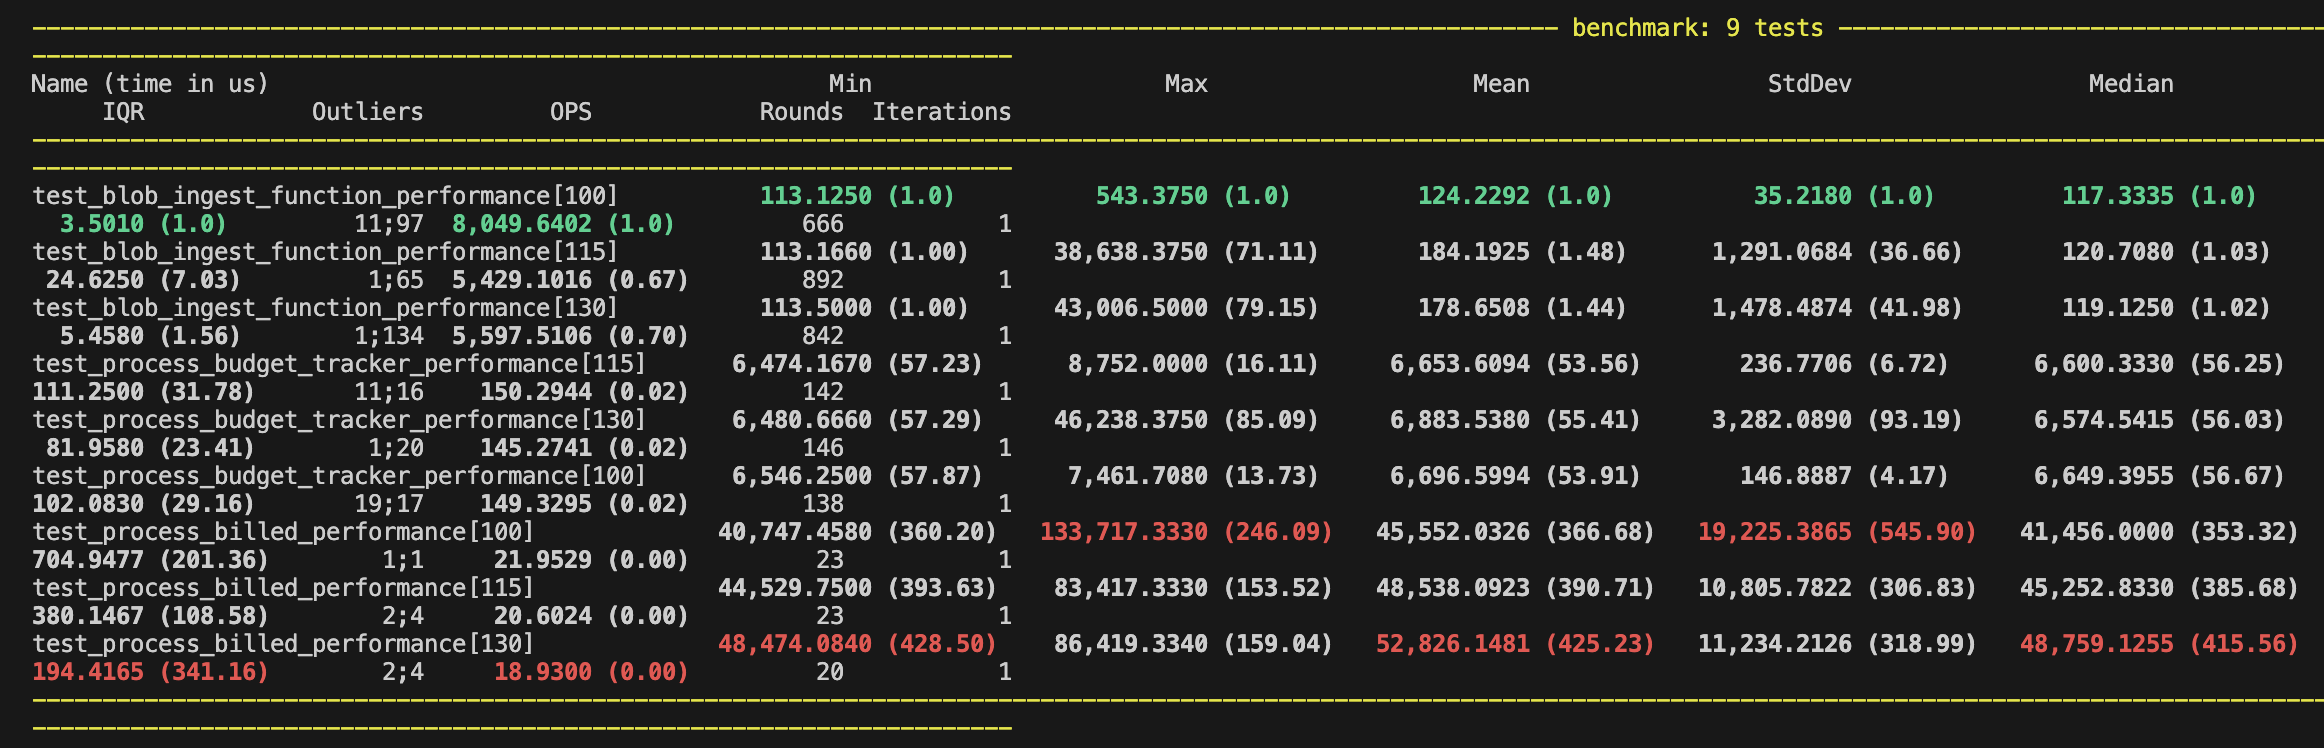 benchmark: 9 tests
Name (time in us) Min Max Mean StdDev Median
IQR Outliers OPS Rounds Iterations
test_blob_ingest_function_performance[100] 113.1250 (1.0) 543.3750 (1.0) 124.2292 (1.0) 35.2180 (1.0) 117.3335 (1.0)
3.5010 (1.0) 11;97 8,049.6402 (1.0) 666 1
test_blob_ingest_function_performance[115] 113.1660 (1.00) 38,638.3750 (71.11) 184.1925 (1.48) 1,291.0684 (36.66) 120.7080 (1.03)
24.6250 (7.03) 1;65 5,429.1016 (0.67) 892 1
test_blob_ingest_function_performance[130] 113.5000 (1.00) 43,006.5000 (79.15) 178.6508 (1.44) 1,478.4874 (41.98) 119.1250 (1.02)
5.4580 (1.56) 1;134 5,597.5106 (0.70) 842 1
test_process_budget_tracker_performance[115] 6,474.1670 (57.23) 8,752.0000 (16.11) 6,653.6094 (53.56) 236.7706 (6.72) 6,600.3330 (56.25)
111.2500 (31.78) 11;16 150.2944 (0.02) 142 1
test_process_budget_tracker_performance[130] 6,480.6660 (57.29) 46,238.3750 (85.09) 6,883.5380 (55.41) 3,282.0890 (93.19) 6,574.5415 (56.03)
81.9580 (23.41) 1;20 145.2741 (0.02) 146 1
test_process_budget_tracker_performance[100] 6,546.2500 (57.87) 7,461.7080 (13.73) 6,696.5994 (53.91) 146.8887 (4.17) 6,649.3955 (56.67)
102.0830 (29.16) 19;17 149.3295 (0.02) 138 1
test_process_billed_performance[100] 40,747.4580 (360.20) 133,717.3330 (246.09) 45,552.0326 (366.68) 19,225.3865 (545.90) 41,456.0000 (353.32)
704.9477 (201.36) 1;1 21.9529 (0.00) 23 1
test_process_billed_performance[115] 44,529.7500 (393.63) 83,417.3330 (153.52) 48,538.0923 (390.71) 10,805.7822 (306.83) 45,252.8330 (385.68)
380.1467 (108.58) 2;4 20.6024 (0.00) 23 1
test_process_billed_performance[130] 48,474.0840 (428.50) 86,419.3340 (159.04) 52,826.1481 (425.23) 11,234.2126 (318.99) 48,759.1255 (415.56)
194.4165 (341.16) 2;4 18.9300 (0.00) 20 1